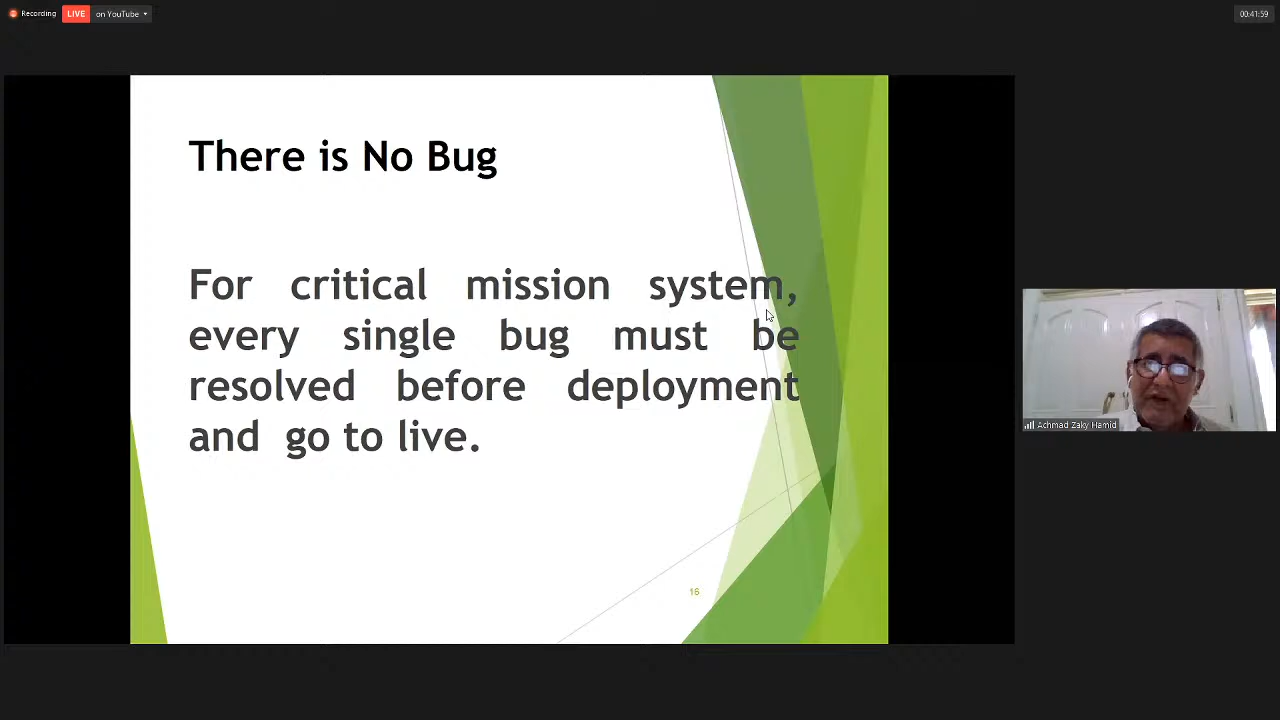 Recording
LIVE on YouTube
00:41:59
There is No Bug
For critical mission system,
every single bug must be
resolved before deployment
and go to live.
16
Achmad Zaky Hamid